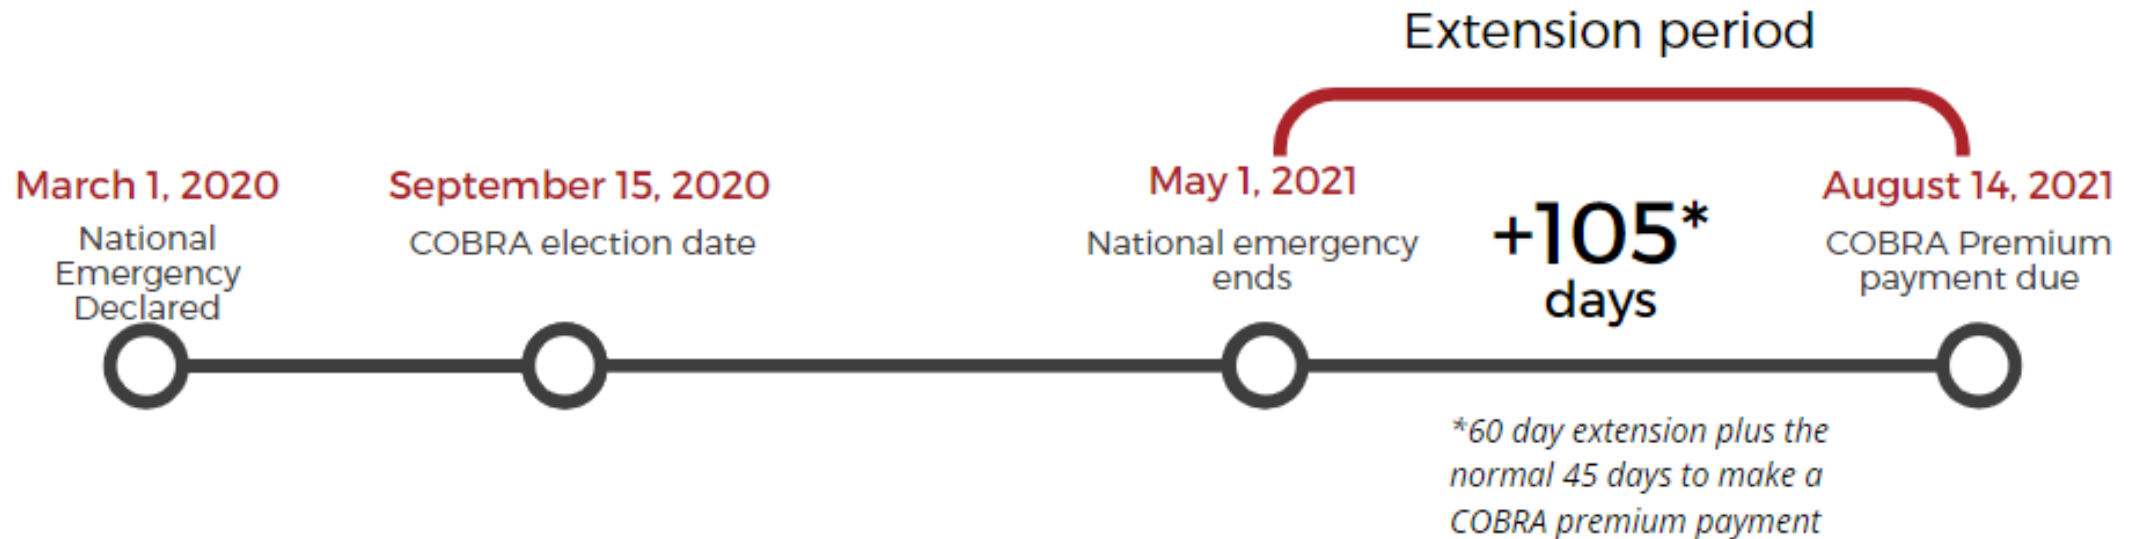 Extension period
March 1, 2020
National
Emergency
Declared
September 15, 2020
COBRA election date
May 1, 2021
National emergency
ends
+105*
days
August 14, 2021
COBRA Premium
payment due
*60 day extension plus the
normal 45 days to make a
COBRA premium payment